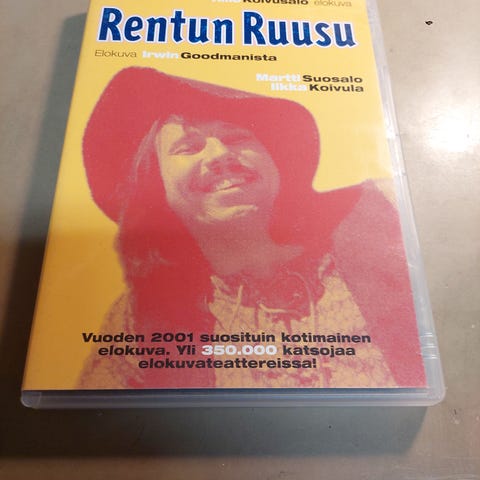 Koivusalo elokuva
Rentun Ruusu
Elokuva Irwin Goodmanista
Martti Suosalo
Ilkka Koivula
Vuoden 2001 suosituin kotimainen
elokuva. Yli 350.000 katsojaa
elokuvateattereissa!